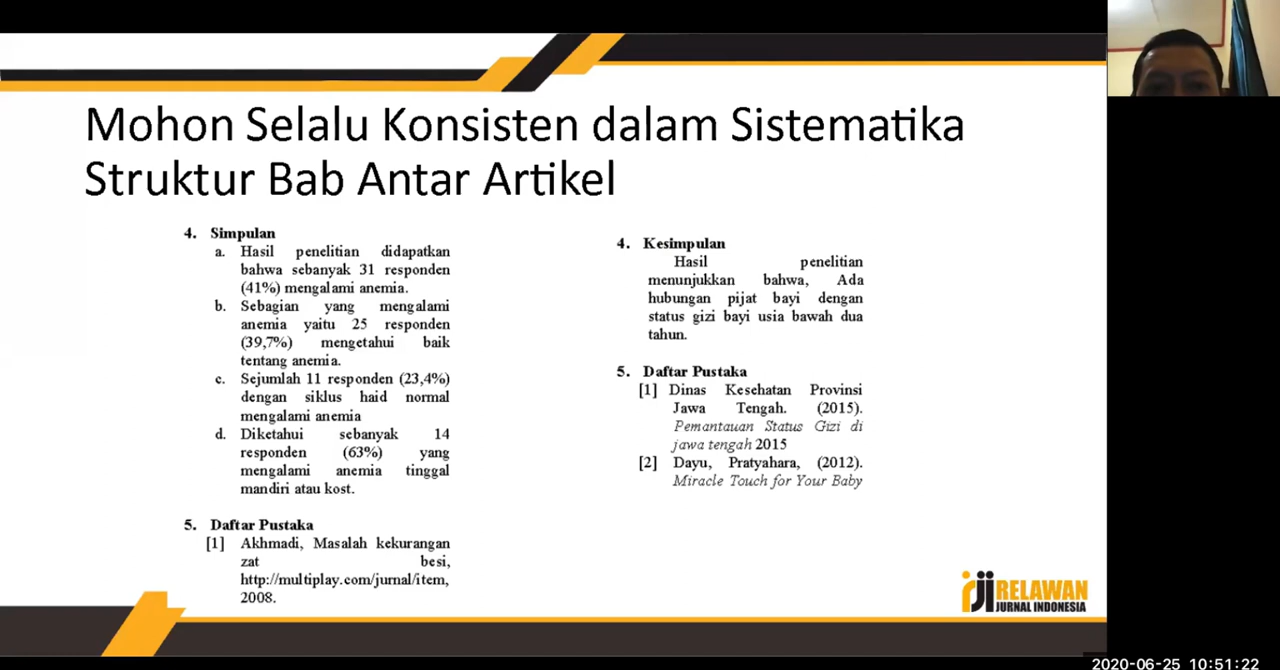 Mohon Selalu Konsisten dalam Sistematika
Struktur Bab Antar Artikel
4. Simpulan
a. Hasil penelitian didapatkan
bahwa sebanyak 31 responden
(41%) mengalami anemia.
b. Sebagian yang mengalami
anemia yaitu 25 responden
(39,7%) mengetahui baik
tentang anemia.
c. Sejumlah 11 responden (23,4%)
dengan siklus haid normal
mengalami anemia
d. Diketahui sebanyak 14
responden (63%) yang
mengalami anemia tinggal
mandiri atau kost.
5. Daftar Pustaka
[1] Akhmadi, Masalah kekurangan
zat besi,
http://multiplay.com/jurnal/item,
2008.
4. Kesimpulan
Hasil penelitian
menunjukkan bahwa, Ada
hubungan pijat bayi dengan
status gizi bayi usia bawah dua
tahun.
5. Daftar Pustaka
[1] Dinas Kesehatan Provinsi
Jawa Tengah. (2015).
Pemantauan Status Gizi di
jawa tengah 2015
[2] Dayu, Pratyahara, (2012).
Miracle Touch for Your Baby
rji RELAWAN
JURNAL INDONESIA
2020-06-25 10:51:22